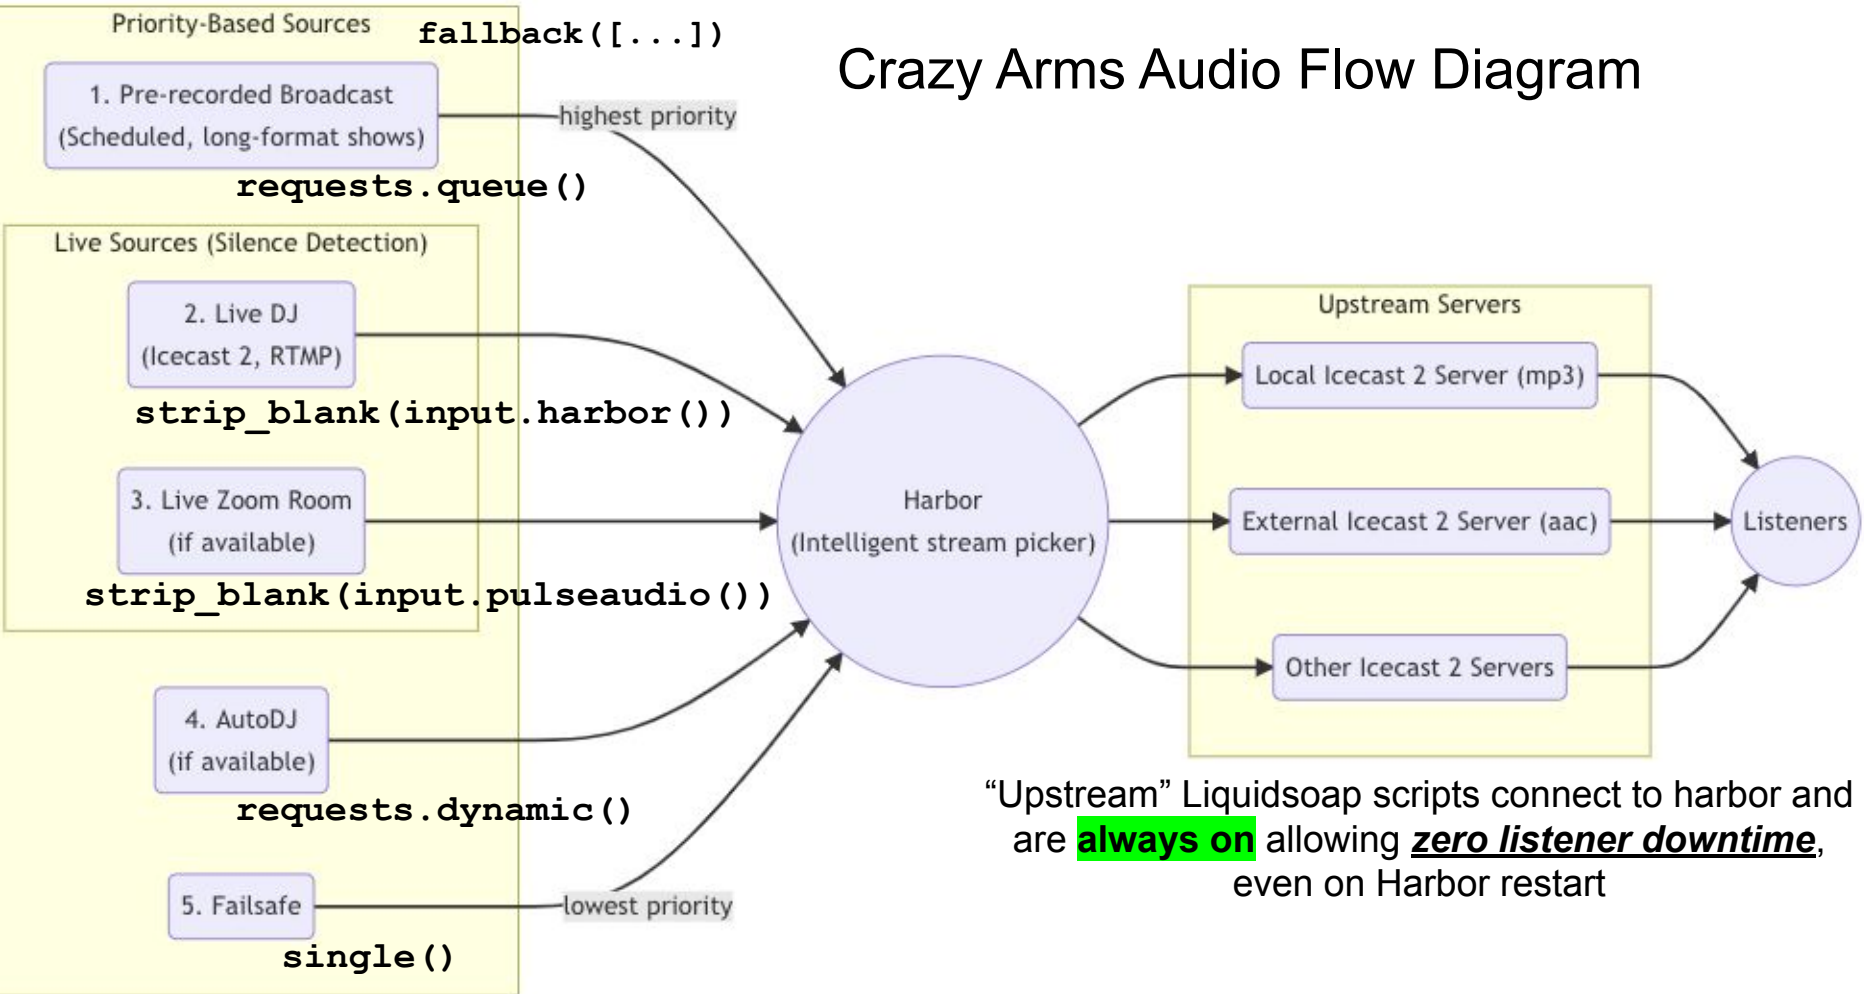 Crazy Arms Audio Flow Diagram
Priority-Based Sources
fallback([...])
1. Pre-recorded Broadcast
(Scheduled, long-format shows)
highest priority
requests.queue()
Live Sources (Silence Detection)
2. Live DJ
(Icecast 2, RTMP)
strip_blank(input.harbor())
3. Live Zoom Room
(if available)
strip_blank(input.pulseaudio())
4. AutoDJ
(if available)
requests.dynamic()
5. Failsafe
lowest priority
single()
Harbor
(Intelligent stream picker)
Upstream Servers
Local Icecast 2 Server (mp3)
External Icecast 2 Server (aac)
Other Icecast 2 Servers
Listeners
“Upstream” Liquidsoap scripts connect to harbor and
are always on allowing zero listener downtime,
even on Harbor restart